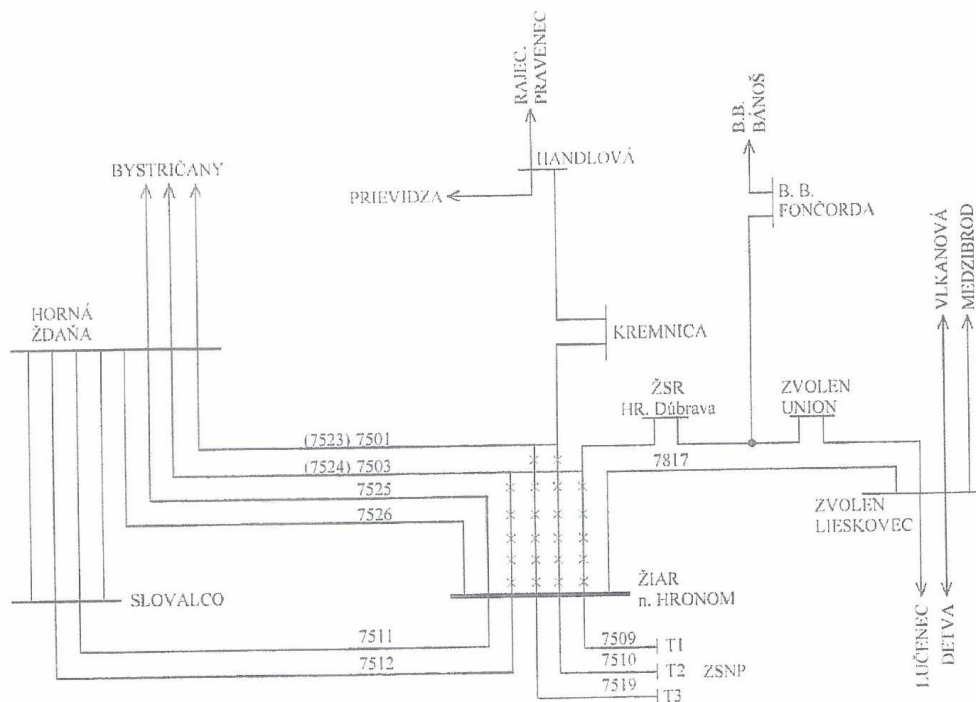 RAJEC.
PRAVENEC
B.B.
BÁNOŠ
HANDLOVÁ
BYSTRIČANY
PRIEVIDZA
B. B.
FONČORDA
VLKANOVÁ
MEDZIBROD
HORNÁ
ŽDAŇA
KREMNICA
ŽSR
HR. Dúbrava
ZVOLEN
UNION
(7523) 7501
(7524) 7503
7817
7525
7526
ZVOLEN
LIESKOVEC
SLOVALCO
ŽIAR
n. HRONOM
7511
7512
7509
T1
7510
T2
ZSNP
7519
T3
LUČENEC
DETVA